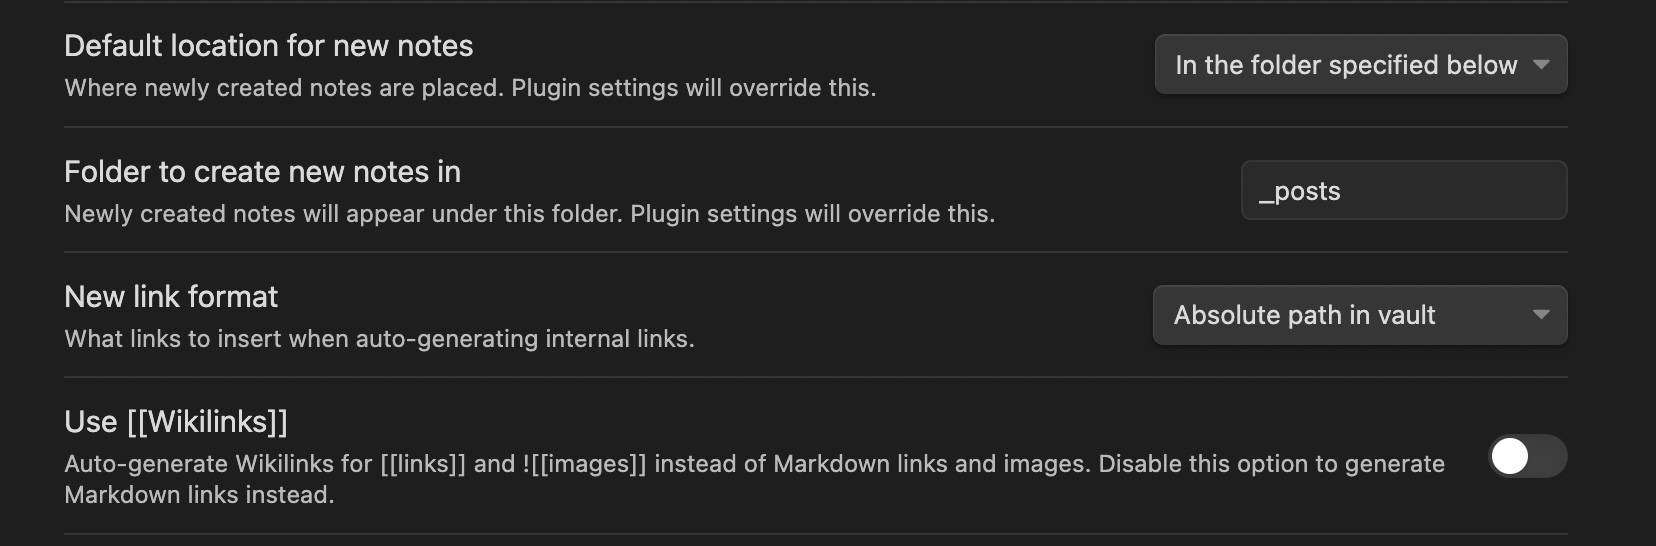 Default location for new notes
In the folder specified below
Where newly created notes are placed. Plugin settings will override this.
Folder to create new notes in
_posts
Newly created notes will appear under this folder. Plugin settings will override this.
New link format
Absolute path in vault
What links to insert when auto-generating internal links.
Use [[Wikilinks]]
Auto-generate Wikilinks for [[links]] and ![[images]] instead of Markdown links and images. Disable this option to generate
Markdown links instead.